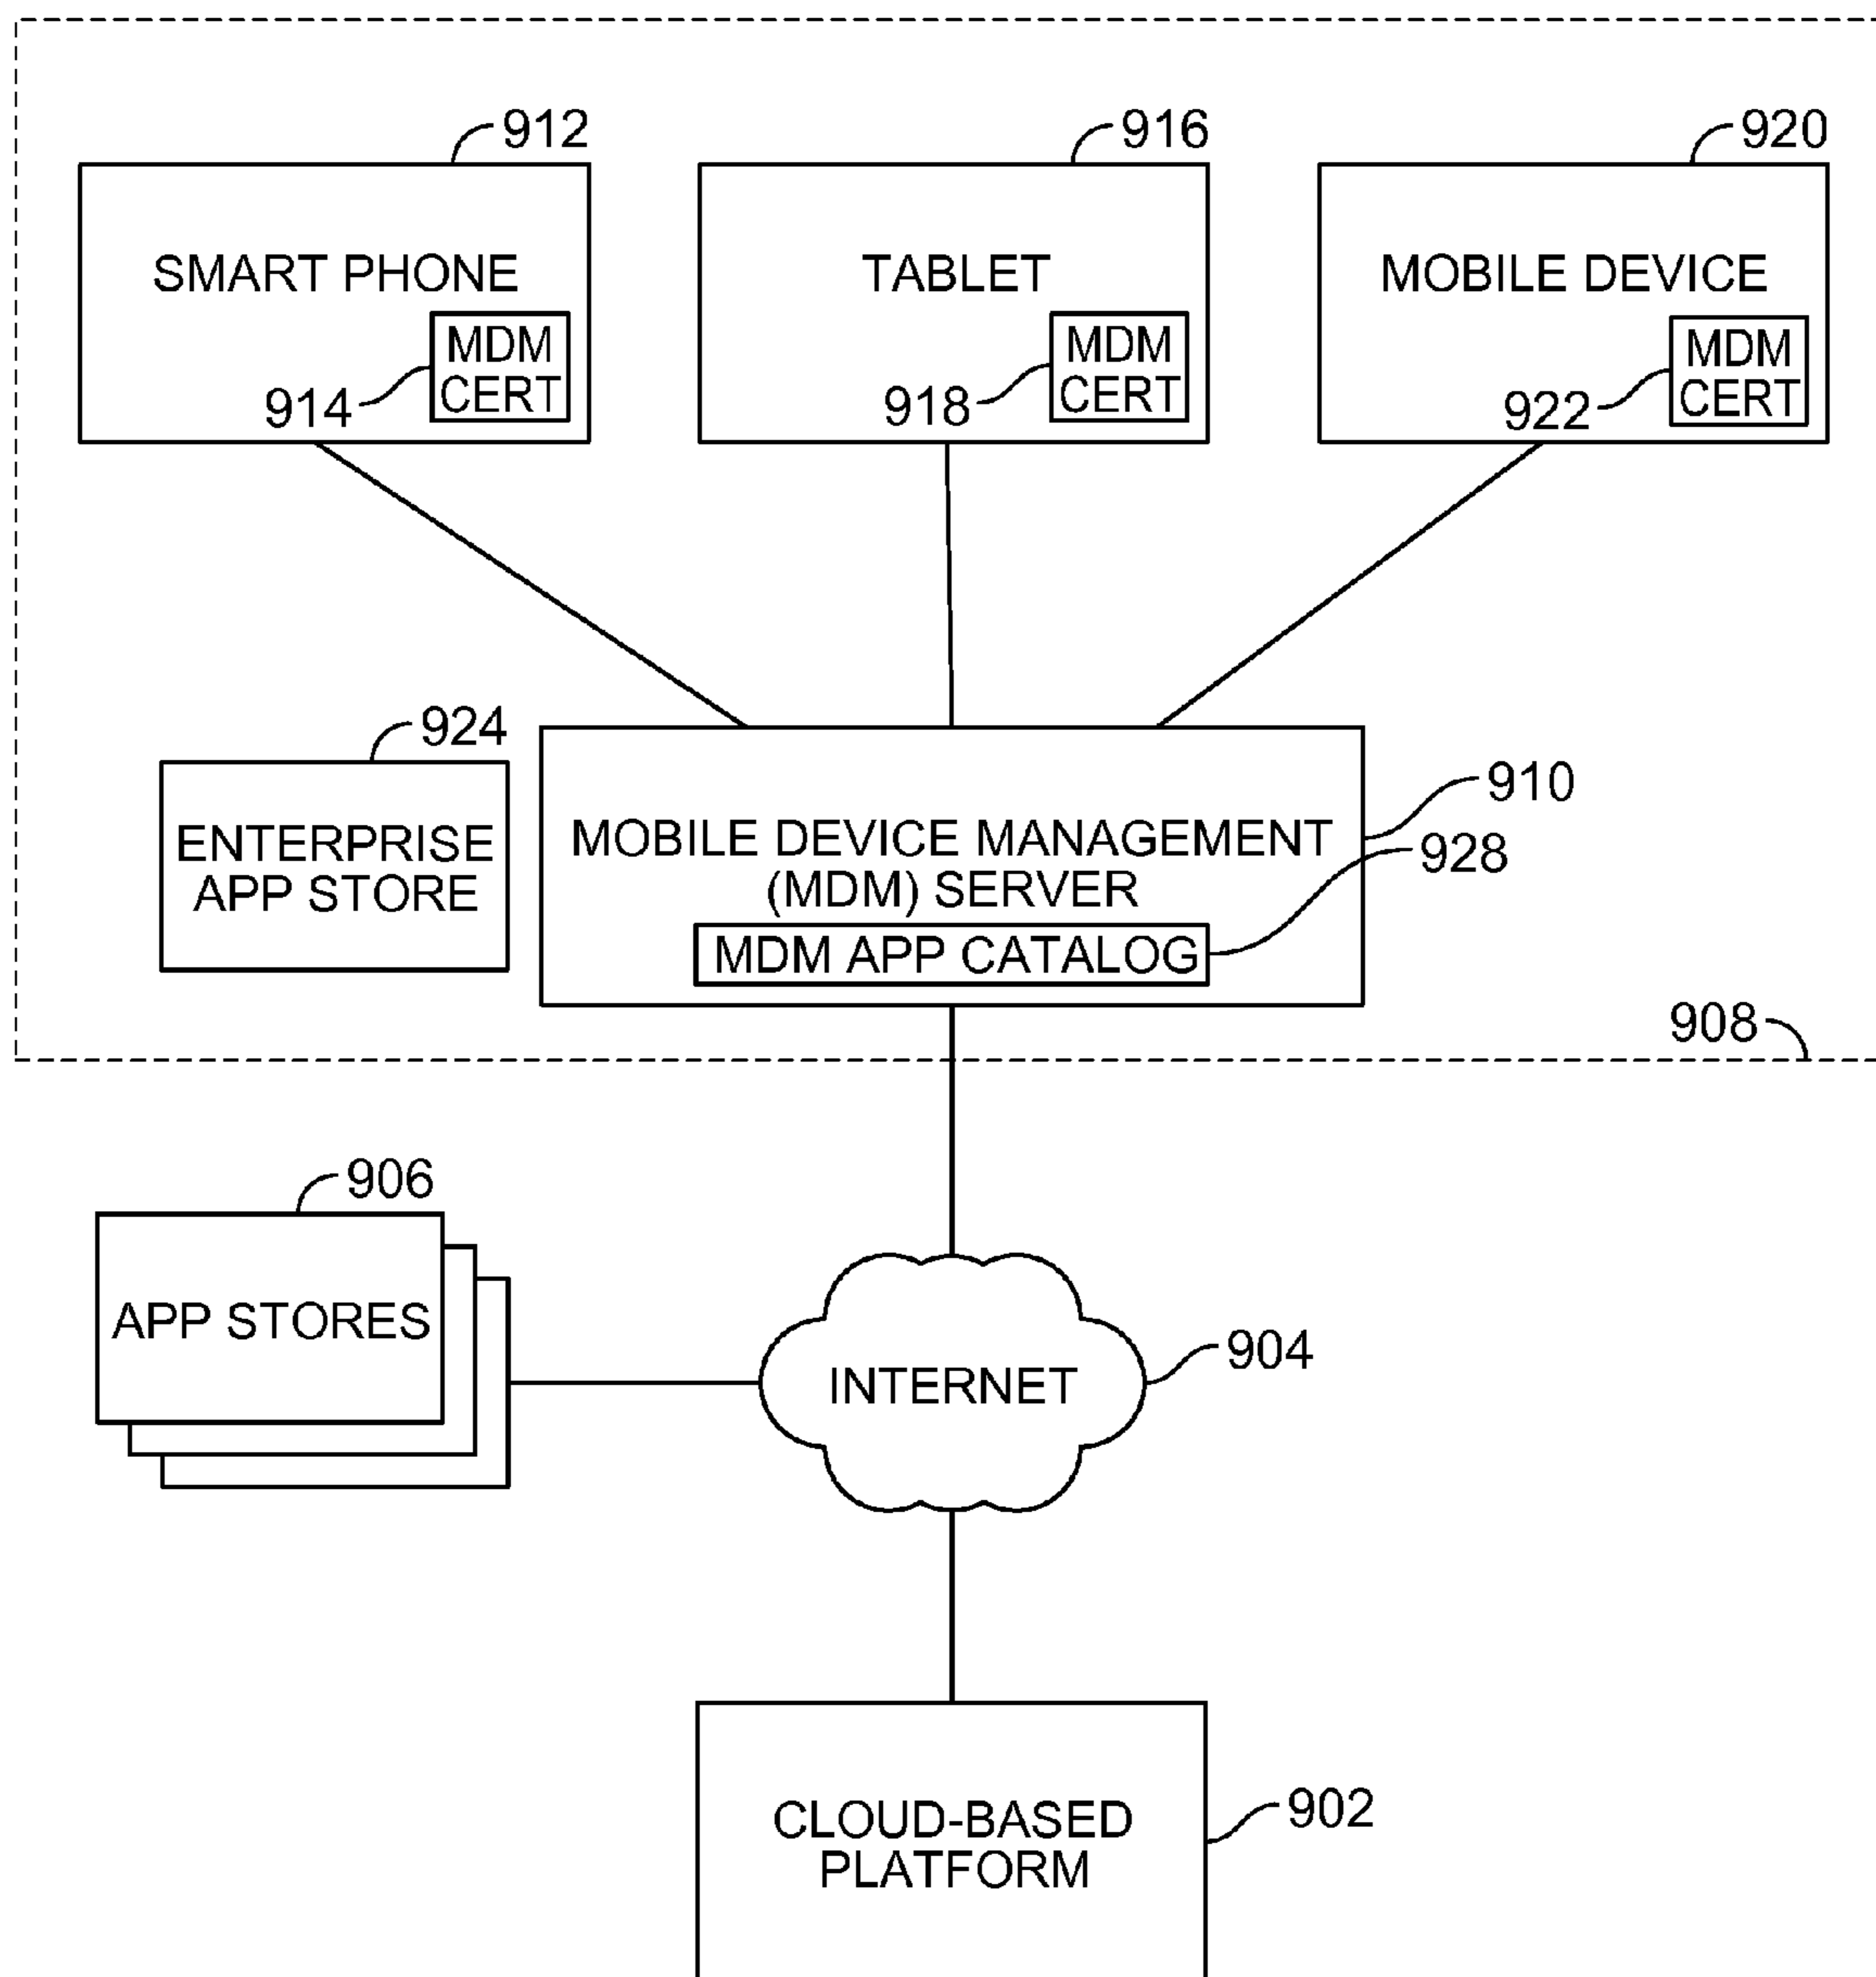 912
916
920
SMART PHONE
TABLET
MOBILE DEVICE
MDM
CERT
914
MDM
CERT
918
MDM
CERT
922
924
ENTERPRISE
APP STORE
MOBILE DEVICE MANAGEMENT
(MDM) SERVER
MDM APP CATALOG
910
928
908
906
APP STORES
INTERNET
904
CLOUD-BASED
PLATFORM
902